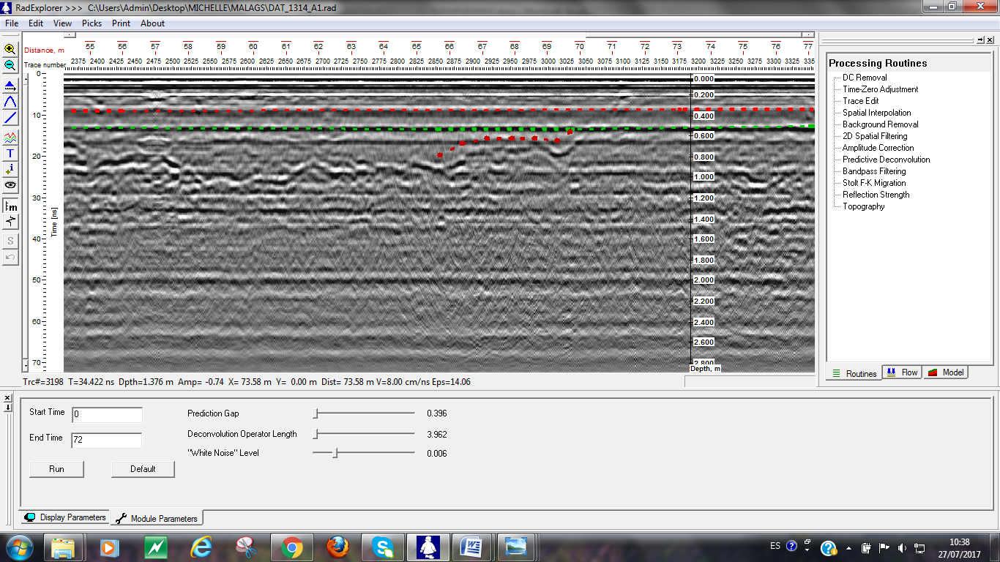 RadExplorer >>> C:\Users\Admin\Desktop\MICHELLE\MALAGS\DAT_1314_A1.rad
File Edit View Picks Print About
Distance, m 55 56 57 58 59 60 61 62 63 64 65 66 67 68 69 70 71 72 73 74 75 76 77
Trace number 2375 2400 2425 2450 2475 2500 2525 2550 2575 2600 2625 2650 2675 2700 2725 2750 2775 2800 2825 2850 2875 2900 2925 2950 2975 3000 3025 3050 3075 3100 3125 3150 3175 3200 3225 3250 3275 3300 3325 335
0
10
20
30
40
50
60
70
Time [ns]
0.000
0.200
0.400
0.600
0.800
1.000
1.200
1.400
1.600
1.800
2.000
2.200
2.400
2.600
2.800
Depth, m
Processing Routines
DC Removal
Time-Zero Adjustment
Trace Edit
Spatial Interpolation
Background Removal
2D Spatial Filtering
Amplitude Correction
Predictive Deconvolution
Bandpass Filtering
Stolt F-K Migration
Reflection Strength
Topography
Routines Flow Model
Trc#=3198 T=34.422 ns Dpth=1.376 m Amp= -0.74 X= 73.58 m Y= 0.00 m Dist= 73.58 m V=8.00 cm/ns Eps=14.06
Start Time 0 Prediction Gap 0.396
End Time 72 Deconvolution Operator Length 3.962
"White Noise" Level 0.006
Run Default
Display Parameters Module Parameters
ES 10:38
27/07/2017